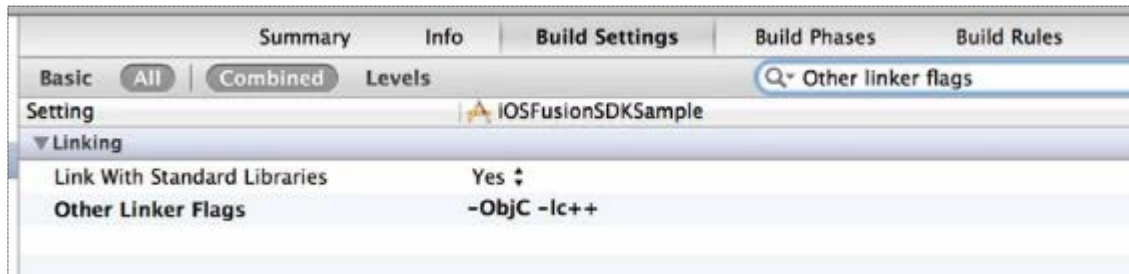 Summary Info Build Settings Build Phases Build Rules
Basic All Combined Levels Other linker flags
Setting iOSFusionSDKSample
Linking
Link With Standard Libraries Yes
Other Linker Flags -ObjC -lc++